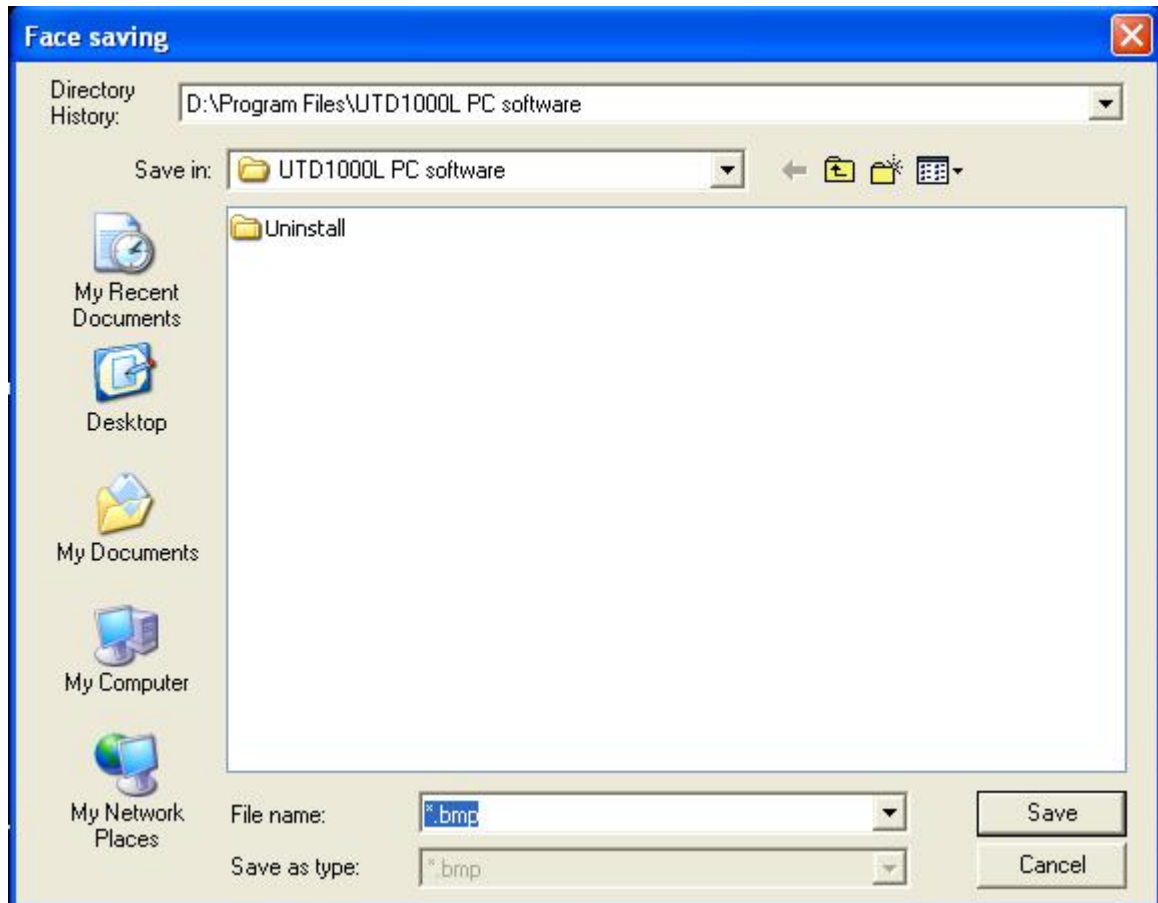 Face saving
Directory
History:
D:\Program Files\UTD1000L PC software
Save in:
UTD1000L PC software
Uninstall
My Recent
Documents
Desktop
My Documents
My Computer
My Network
Places
File name:
*.bmp
Save
Save as type:
*.bmp
Cancel